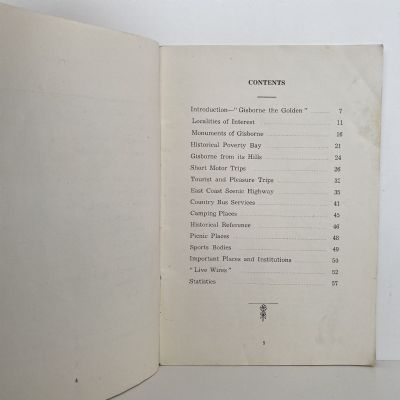 CONTENTS
Introduction—"Gisborne the Golden" 7
Localities of Interest 11
Monuments of Gisborne 16
Historical Poverty Bay 21
Gisborne from its Hills 24
Short Motor Trips 26
Tourist and Pleasure Trips 32
East Coast Scenic Highway 35
Country Bus Services 41
Camping Places 45
Historical Reference 46
Picnic Places 48
Sports Bodies 49
Important Places and Institutions 50
"Live Wires" 52
Statistics 57